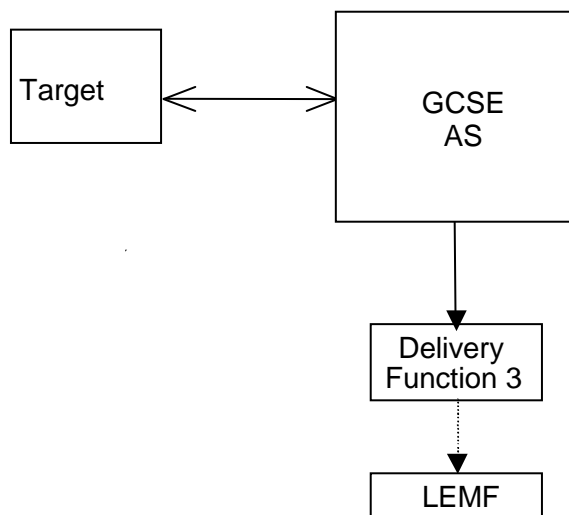 Target
GCSE
AS
Delivery
Function 3
LEMF